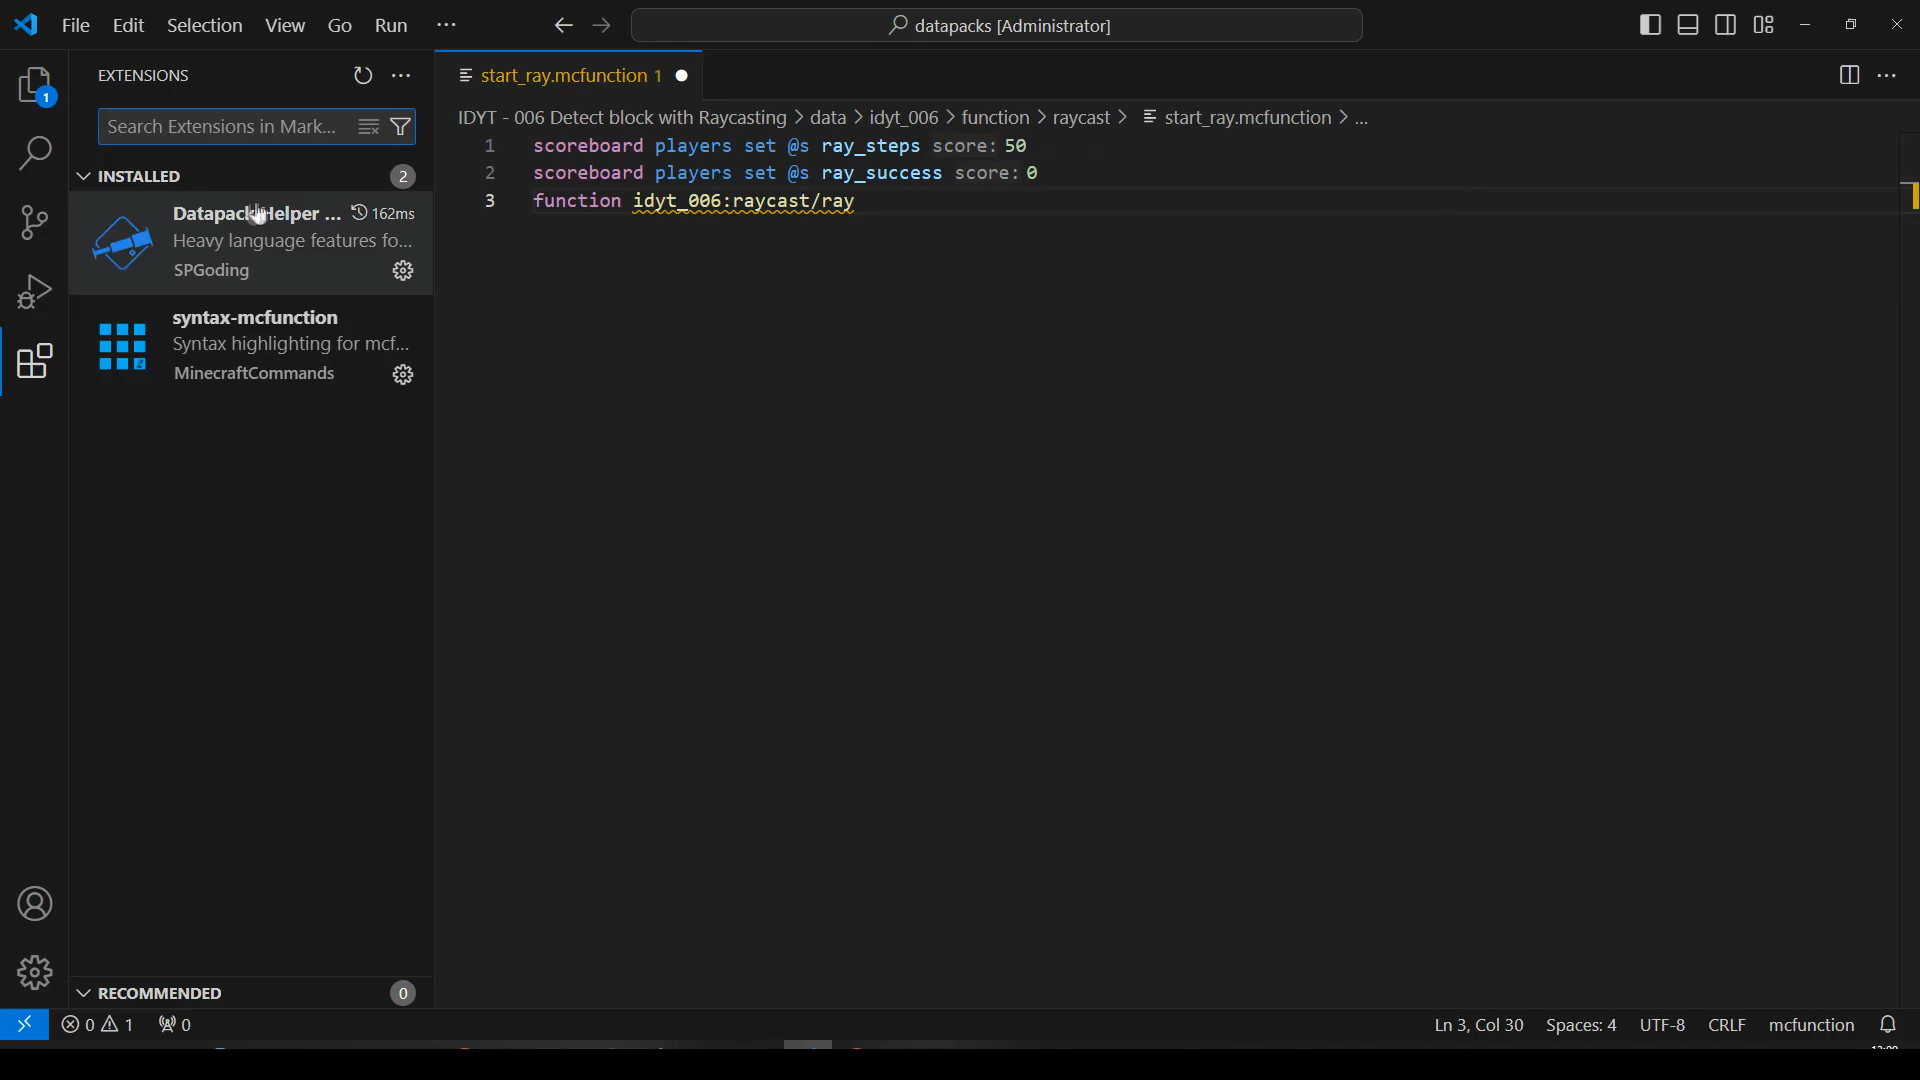 File Edit Selection View Go Run ...
datapacks [Administrator]
EXTENSIONS
Search Extensions in Mark...
INSTALLED 2
Datapack Helper ... 162ms
Heavy language features fo...
SPGoding
syntax-mcfunction
Syntax highlighting for mcf...
MinecraftCommands
RECOMMENDED 0
1
start_ray.mcfunction 1
IDYT - 006 Detect block with Raycasting > data > idyt_006 > function > raycast > start_ray.mcfunction > ...
1 scoreboard players set @s ray_steps score: 50
2 scoreboard players set @s ray_success score: 0
3 function idyt_006:raycast/ray
0 1 0
Ln 3, Col 30 Spaces: 4 UTF-8 CRLF mcfunction